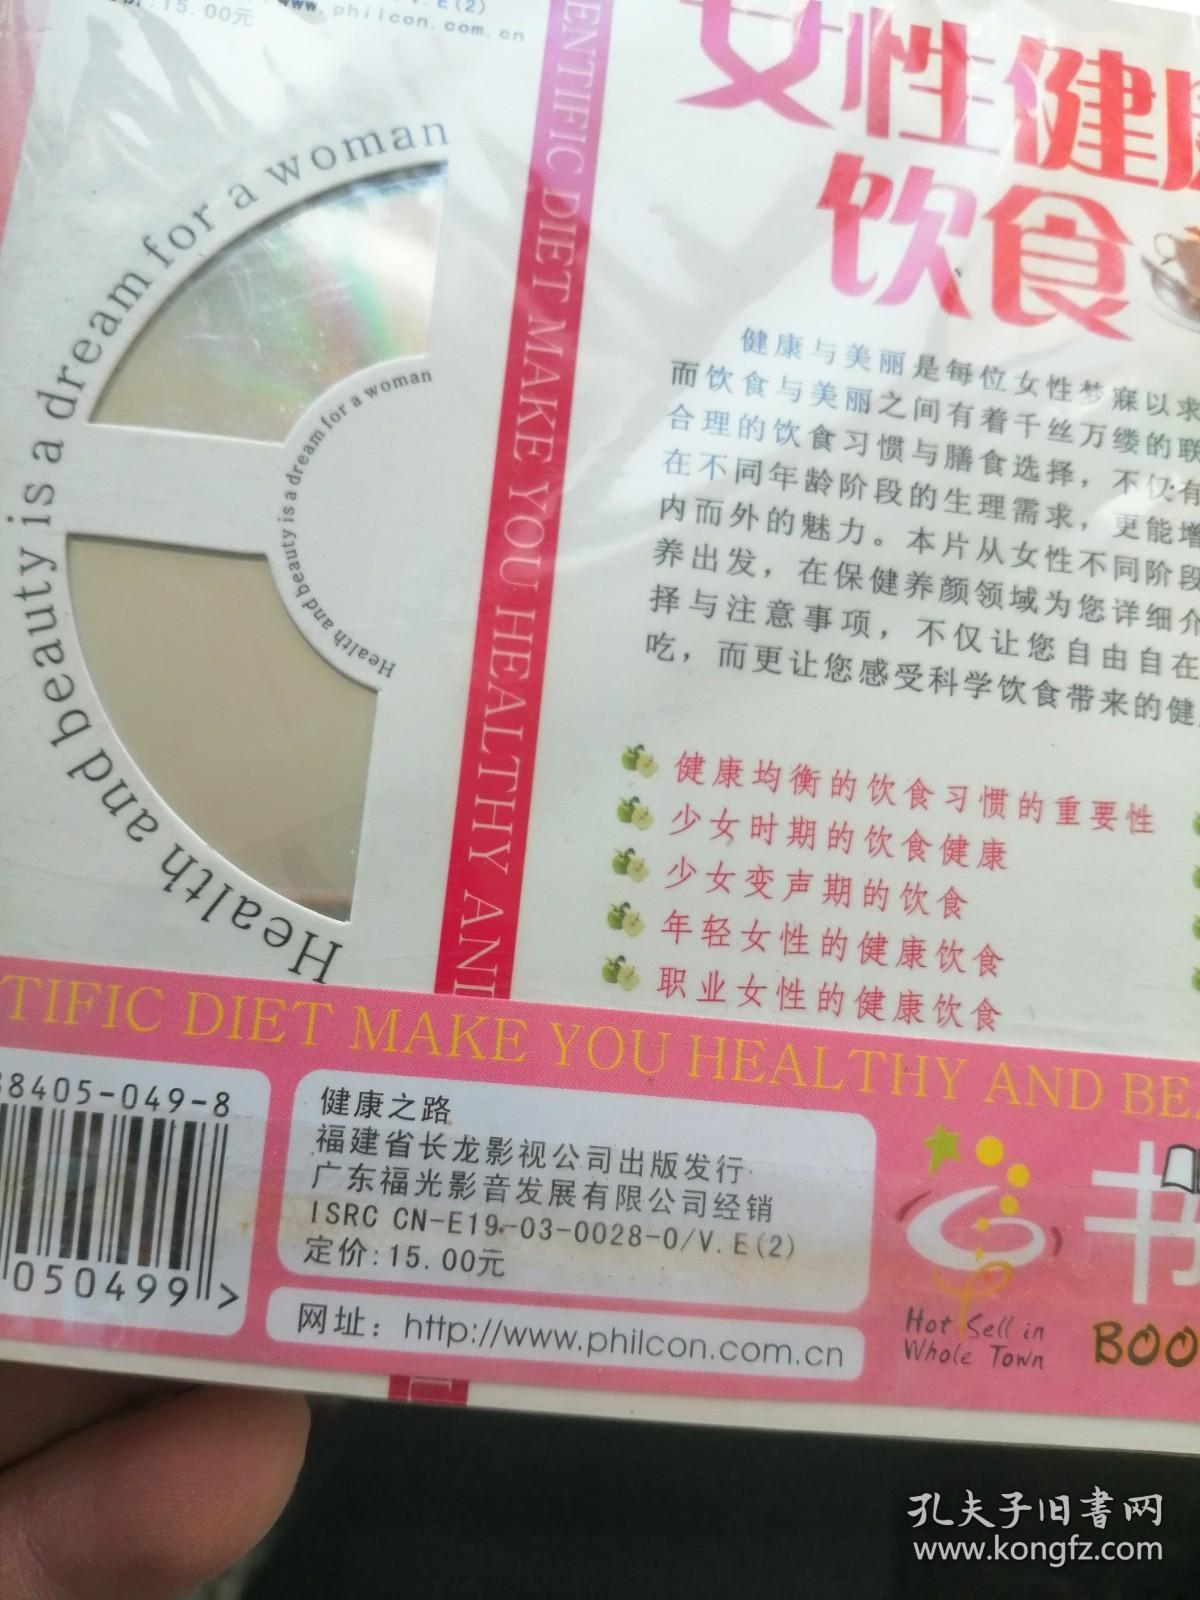 定价:15.00元
www.philcon.com.cn
Health and beauty is a dream for a woman
Health and beauty is a dream for a woman
ENTIFIC DIET MAKE YOU HEALTHY AND
女性健康
饮食
健康与美丽是每位女性梦寐以求
而饮食与美丽之间有着千丝万缕的联
合理的饮食习惯与膳食选择，不仅有
在不同年龄阶段的生理需求，更能增
内而外的魅力。本片从女性不同阶段
养出发，在保健养颜领域为您详细介
择与注意事项，不仅让您自由自在
吃，而更让您感受科学饮食带来的健
健康均衡的饮食习惯的重要性
少女时期的饮食健康
少女变声期的饮食
年轻女性的健康饮食
职业女性的健康饮食
TIFIC DIET MAKE YOU HEALTHY AND BE
8405-049-8
050499
健康之路
福建省长龙影视公司出版发行
广东福光影音发展有限公司经销
ISRC CN-E19-03-0028-0/V.E(2)
定价:15.00元
网址：http://www.philcon.com.cn
Hot Sell in
Whole Town
书
BOO
孔夫子旧书网
www.kongfz.com